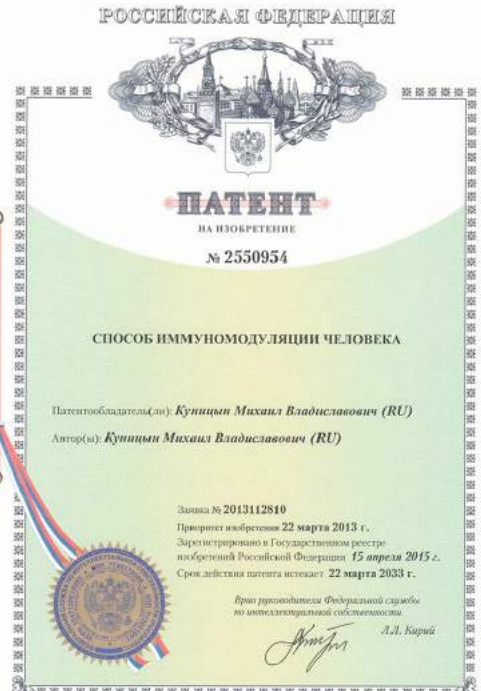 РОССИЙСКАЯ ФЕДЕРАЦИЯ
ПАТЕНТ
НА ИЗОБРЕТЕНИЕ
№ 2550954
СПОСОБ ИММУНОМОДУЛЯЦИИ ЧЕЛОВЕКА
Патентообладатель(ли): Куницын Михаил Владиславович (RU)
Автор(ы): Куницын Михаил Владиславович (RU)
Заявка № 2013112810
Приоритет изобретения 22 марта 2013 г.
Зарегистрировано в Государственном реестре
изобретений Российской Федерации 15 апреля 2015 г.
Срок действия патента истекает 22 марта 2033 г.
Врио руководителя Федеральной службы
по интеллектуальной собственности
Л.Л. Кирий